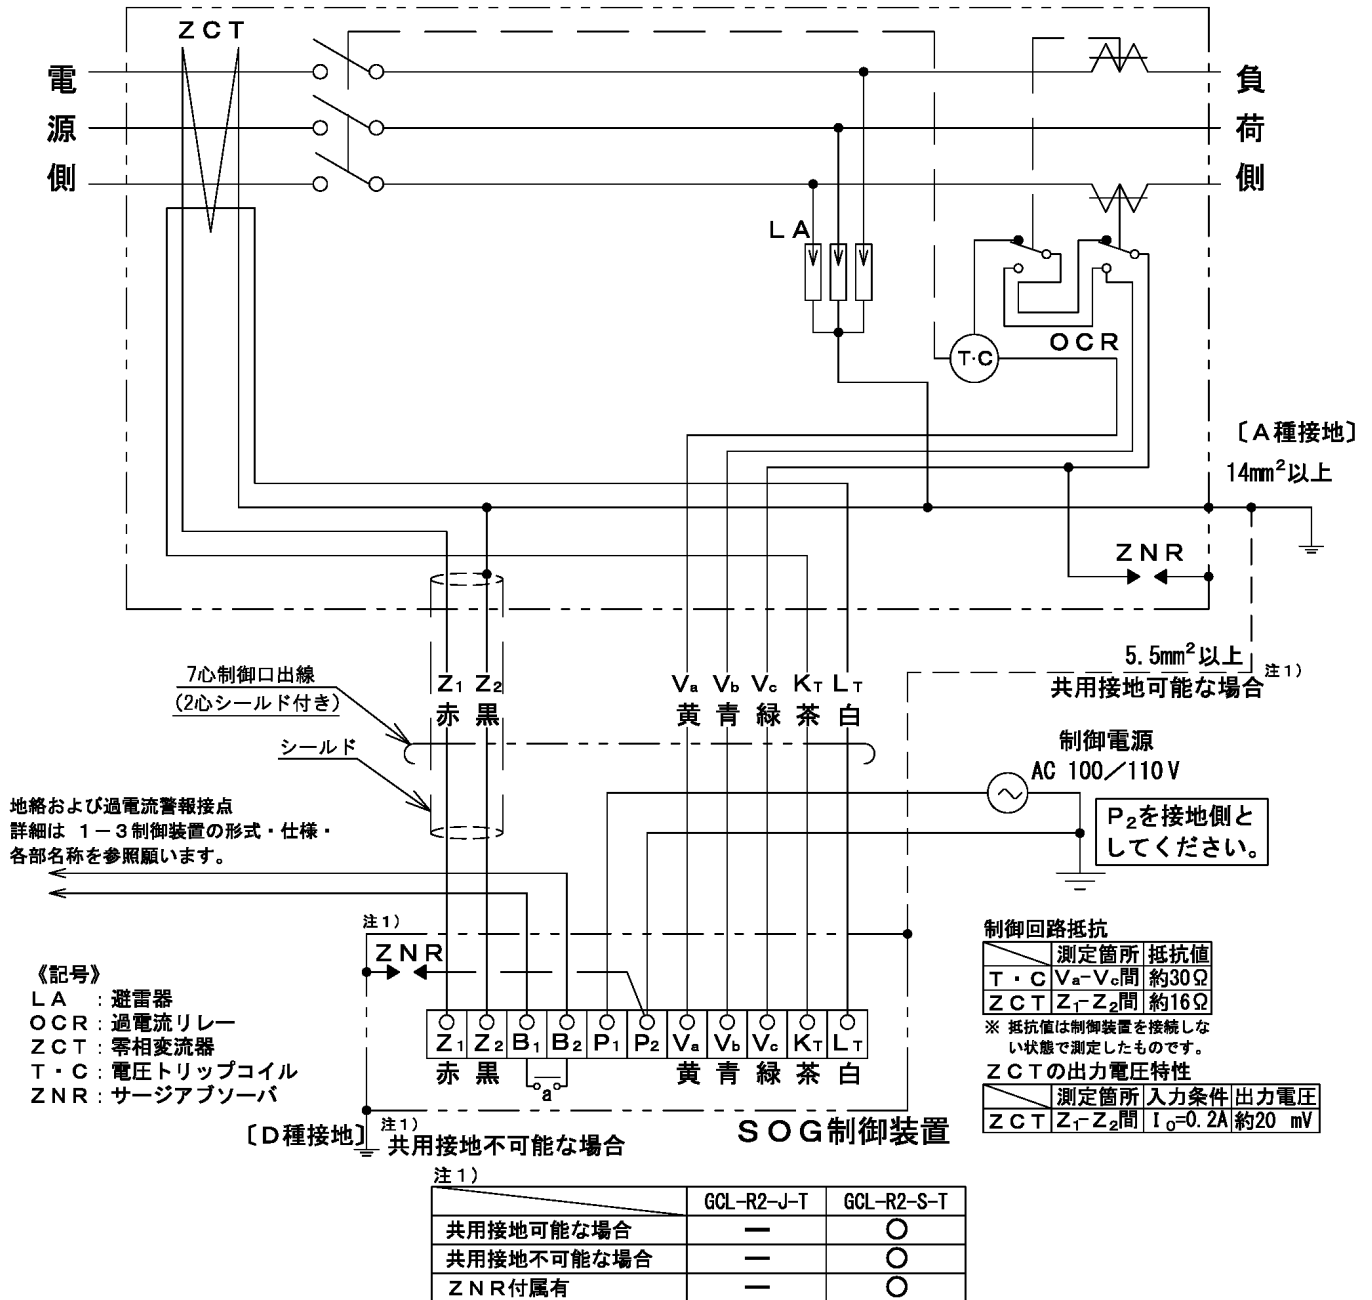 ZCT
電源側
負荷側
LA
OCR
T・C
〔A種接地〕
14mm²以上
ZNR
5.5mm²以上
共用接地可能な場合 注1)
7心制御口出線
(2心シールド付き)
シールド
Z₁ Z₂ Va Vb Vc KT LT
赤 黒 黄 青 緑 茶 白
制御電源
AC 100／110V
P₂を接地側と
してください。
地絡および過電流警報接点
詳細は 1－3制御装置の形式・仕様・
各部名称を参照願います。
注1)
ZNR
《記号》
LA：避雷器
OCR：過電流リレー
ZCT：零相変流器
T・C：電圧トリップコイル
ZNR：サージアブソーバ
Z₁ Z₂ B₁ B₂ P₁ P₂ Va Vb Vc KT LT
赤 黒 黄 青 緑 茶 白
a
〔D種接地〕
注1)
共用接地不可能な場合
SOG制御装置
制御回路抵抗
測定箇所 抵抗値
T・C Va-Vc間 約30Ω
ZCT Z₁-Z₂間 約16Ω
※ 抵抗値は制御装置を接続しな
い状態で測定したものです。
ZCTの出力電圧特性
測定箇所 入力条件 出力電圧
ZCT Z₁-Z₂間 I₀=0.2A 約20 mV
注1)
GCL-R2-J-T GCL-R2-S-T
共用接地可能な場合 － ○
共用接地不可能な場合 － ○
ZNR付属有 － ○